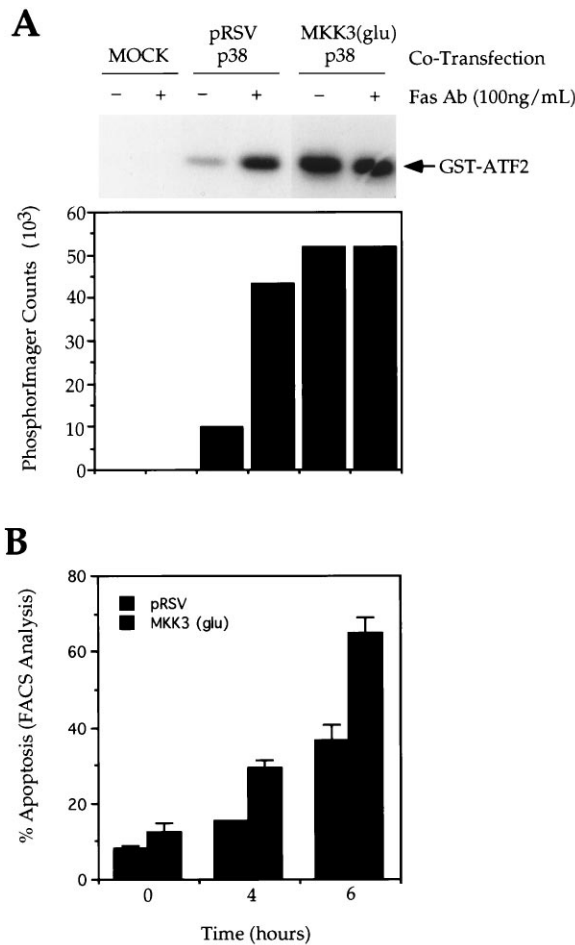 A
pRSV MKK3(glu)
MOCK p38 p38 Co-Transfection
− + − + − + Fas Ab (100ng/mL)
GST-ATF2
PhosphorImager Counts (10³)
60
50
40
30
20
10
0
B
% Apoptosis (FACS Analysis)
80
60
40
20
0
pRSV
MKK3 (glu)
0 4 6
Time (hours)